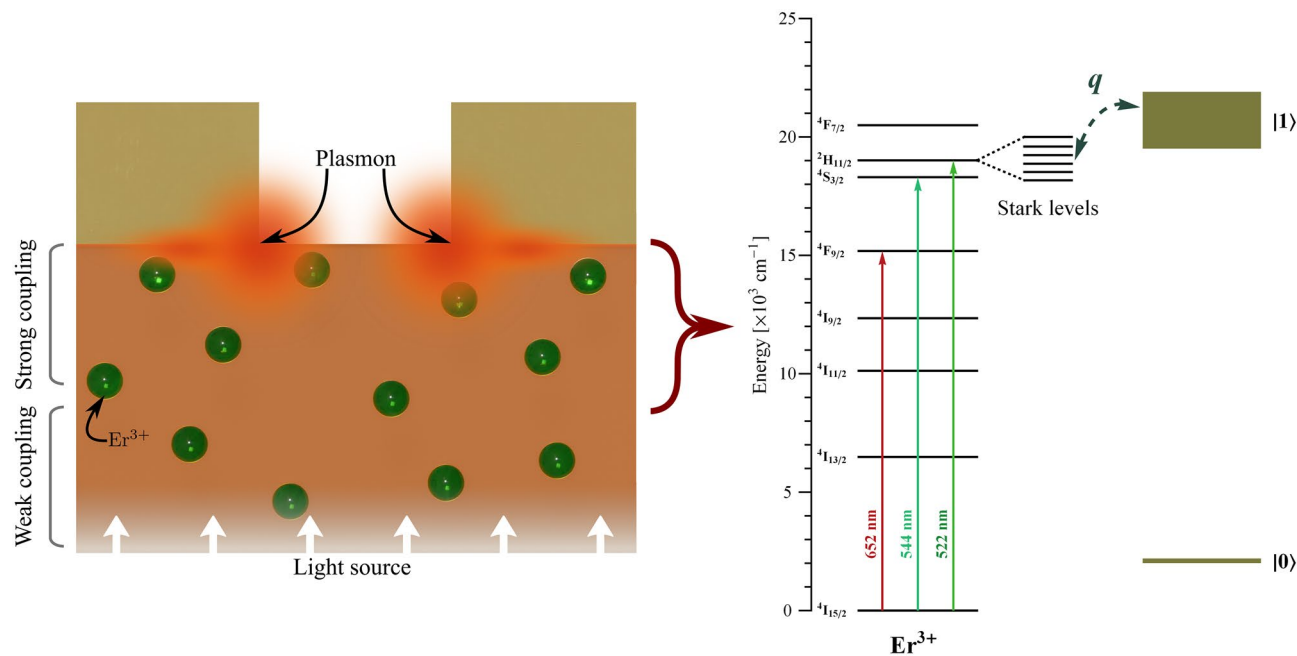 Plasmon
Strong coupling
Weak coupling
Er³⁺
Light source
Energy [×10³ cm⁻¹]
25
20
15
10
5
0
⁴F₇/₂
²H₁₁/₂
⁴S₃/₂
⁴F₉/₂
⁴I₉/₂
⁴I₁₁/₂
⁴I₁₃/₂
⁴I₁₅/₂
652 nm
544 nm
522 nm
Er³⁺
Stark levels
q
|1⟩
|0⟩